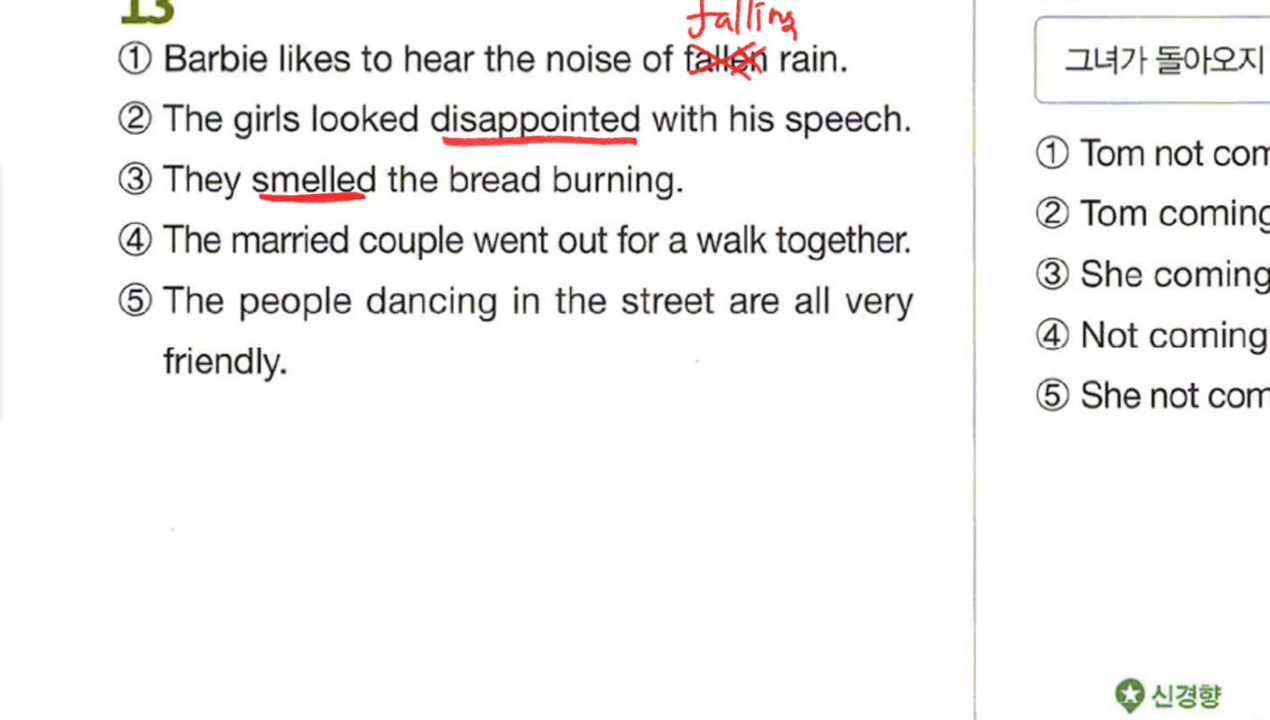 13
falling
① Barbie likes to hear the noise of fallen rain.
② The girls looked disappointed with his speech.
③ They smelled the bread burning.
④ The married couple went out for a walk together.
⑤ The people dancing in the street are all very
friendly.
그녀가 돌아오지
① Tom not com
② Tom coming
③ She coming
④ Not coming
⑤ She not com
신경향